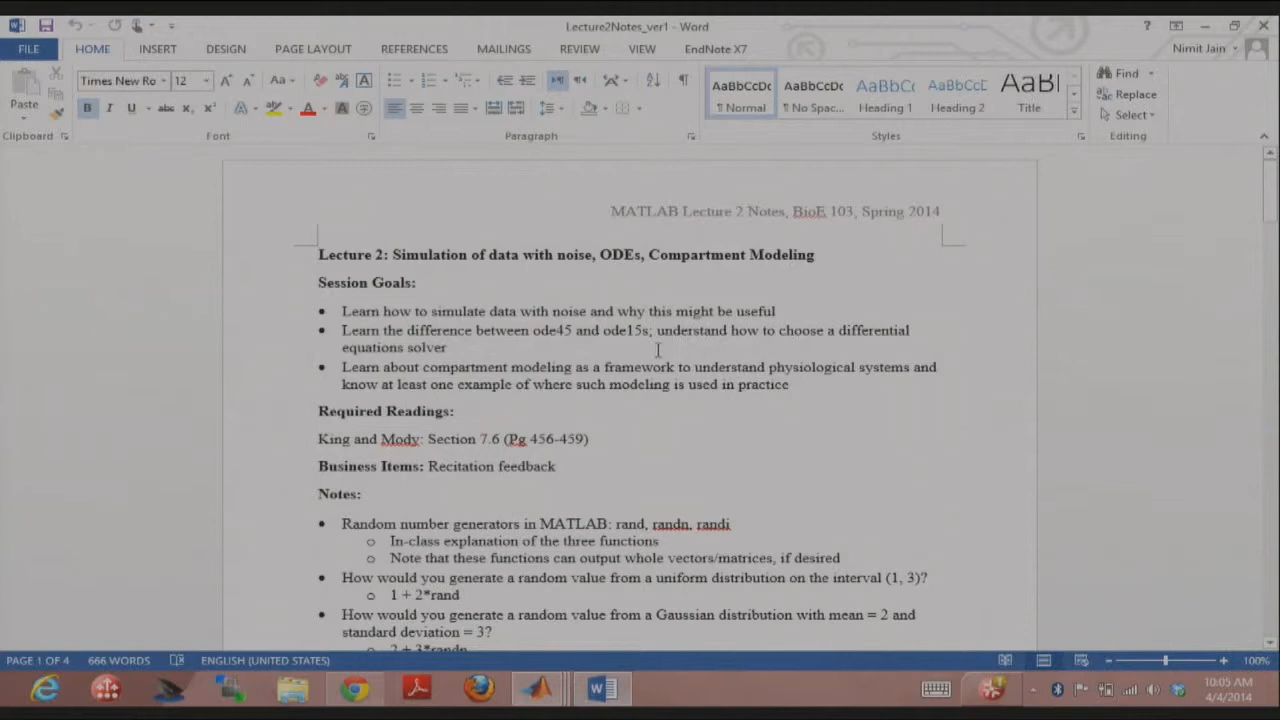 Lecture2Notes_ver1 - Word
FILE HOME INSERT DESIGN PAGE LAYOUT REFERENCES MAILINGS REVIEW VIEW EndNote X7 Nimit Jain
Times New Ro 12 Aa Find
Paste AaBbCcDc AaBbCcDc AaBbC( AaBbCcD AaBl Replace
B I U abc ¶ Normal ¶ No Spac... Heading 1 Heading 2 Title Select
Clipboard Font Paragraph Styles Editing
MATLAB Lecture 2 Notes, BioE 103, Spring 2014
Lecture 2: Simulation of data with noise, ODEs, Compartment Modeling
Session Goals:
• Learn how to simulate data with noise and why this might be useful
• Learn the difference between ode45 and ode15s; understand how to choose a differential
equations solver
• Learn about compartment modeling as a framework to understand physiological systems and
know at least one example of where such modeling is used in practice
Required Readings:
King and Mody: Section 7.6 (Pg 456-459)
Business Items: Recitation feedback
Notes:
• Random number generators in MATLAB: rand, randn, randi
o In-class explanation of the three functions
o Note that these functions can output whole vectors/matrices, if desired
• How would you generate a random value from a uniform distribution on the interval (1, 3)?
o 1 + 2*rand
• How would you generate a random value from a Gaussian distribution with mean = 2 and
standard deviation = 3?
o 2 + 3*randn
PAGE 1 OF 4 666 WORDS ENGLISH (UNITED STATES) 100%
10:05 AM
4/4/2014